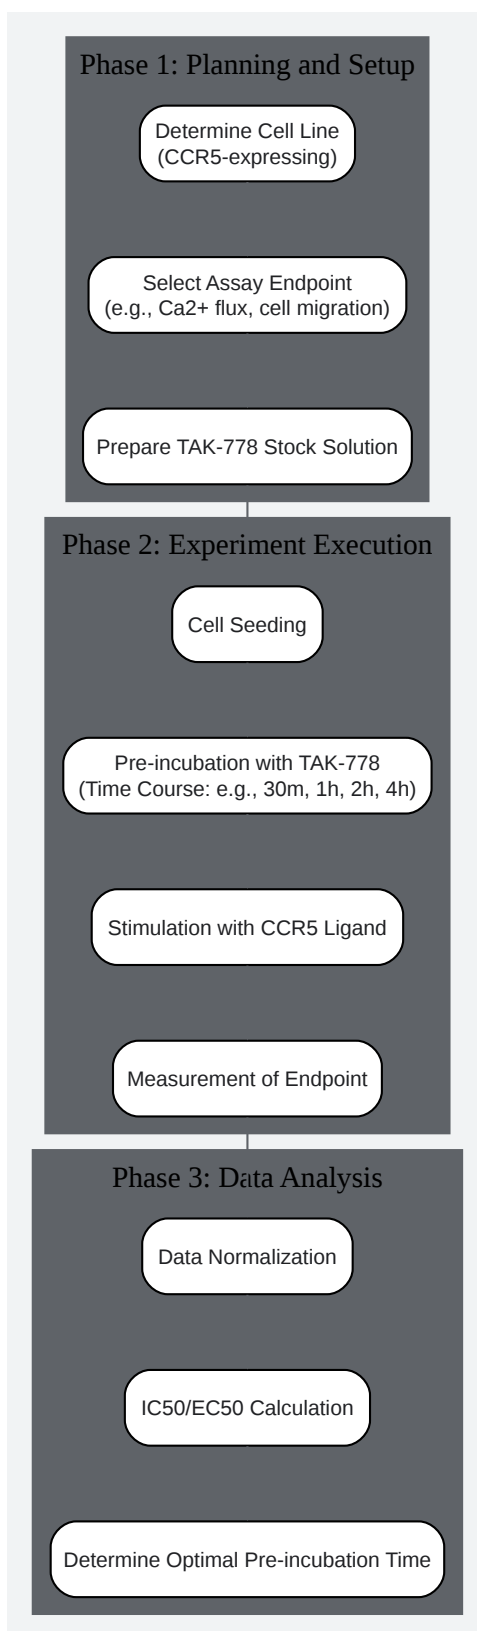 Phase 1: Planning and Setup
Determine Cell Line
(CCR5-expressing)
Select Assay Endpoint
(e.g., Ca2+ flux, cell migration)
Prepare TAK-778 Stock Solution
Phase 2: Experiment Execution
Cell Seeding
Pre-incubation with TAK-778
(Time Course: e.g., 30m, 1h, 2h, 4h)
Stimulation with CCR5 Ligand
Measurement of Endpoint
Phase 3: Data Analysis
Data Normalization
IC50/EC50 Calculation
Determine Optimal Pre-incubation Time